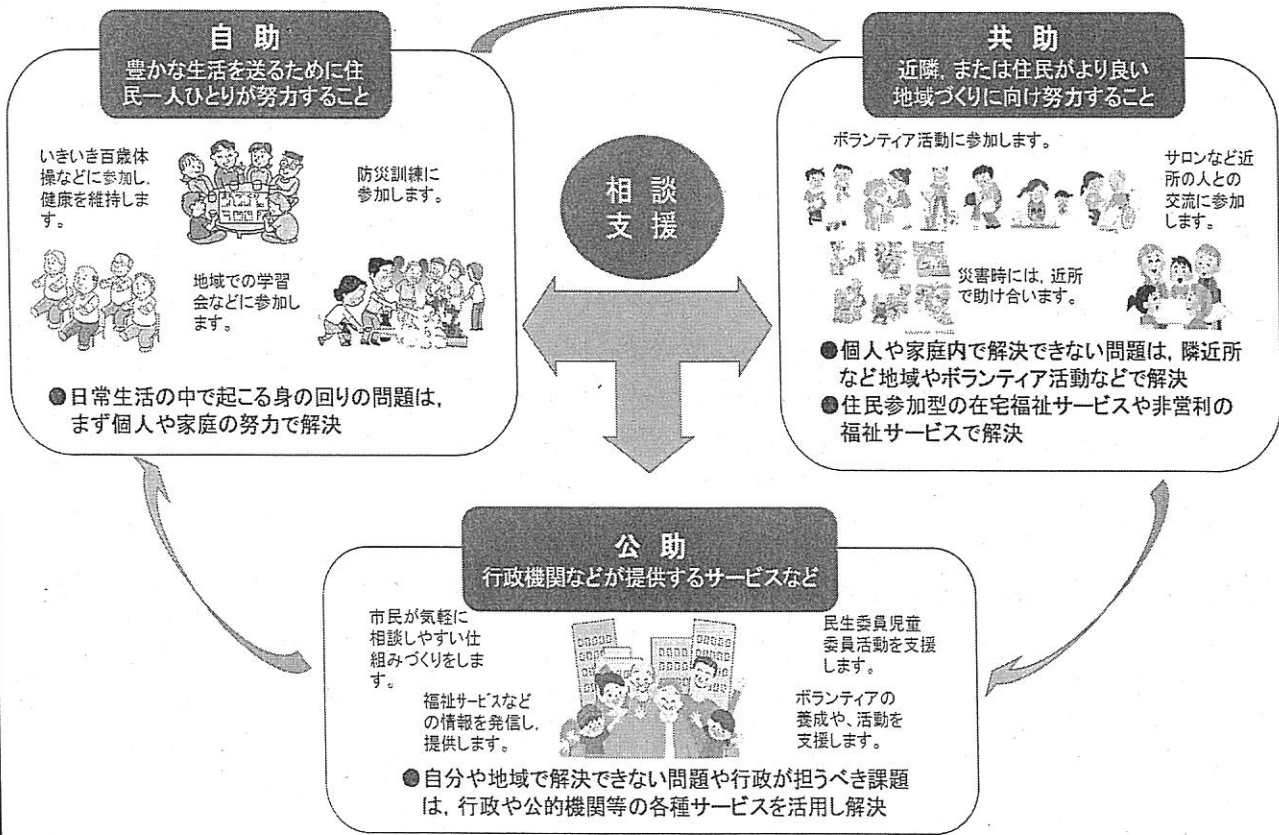 自 助
豊かな生活を送るために住
民一人ひとりが努力すること
いきいき百歳体
操などに参加し,
健康を維持しま
す。
防災訓練に
参加します。
地域での学習
会などに参加し
ます。
●日常生活の中で起こる身の回りの問題は,
まず個人や家庭の努力で解決
共 助
近隣, または住民がより良い
地域づくりに向け努力すること
ボランティア活動に参加します。
サロンなど近
所の人との
交流に参加
します。
災害時には, 近所
で助け合います。
●個人や家庭内で解決できない問題は, 隣近所
など地域やボランティア活動などで解決
●住民参加型の在宅福祉サービスや非営利の
福祉サービスで解決
相 談
支 援
公 助
行政機関などが提供するサービスなど
市民が気軽に
相談しやすい仕
組みづくりをしま
す。
福祉サービスなど
の情報を発信し,
提供します。
民生委員児童
委員活動を支援
します。
ボランティアの
養成や、活動を
支援します。
●自分や地域で解決できない問題や行政が担うべき課題
は, 行政や公的機関等の各種サービスを活用し解決